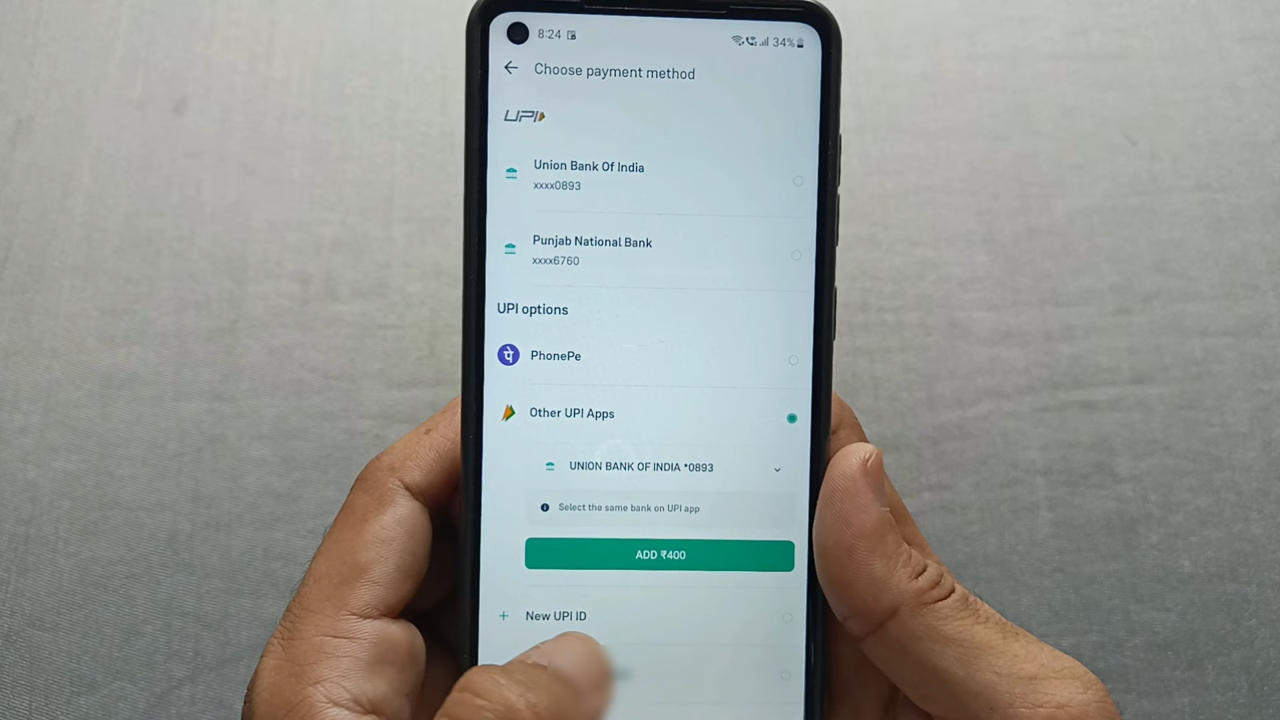 8:24
34%
Choose payment method
UPI
Union Bank Of India
xxxx0893
Punjab National Bank
xxxx6760
UPI options
पे
PhonePe
Other UPI Apps
UNION BANK OF INDIA *0893
Select the same bank on UPI app
ADD ₹400
+ New UPI ID